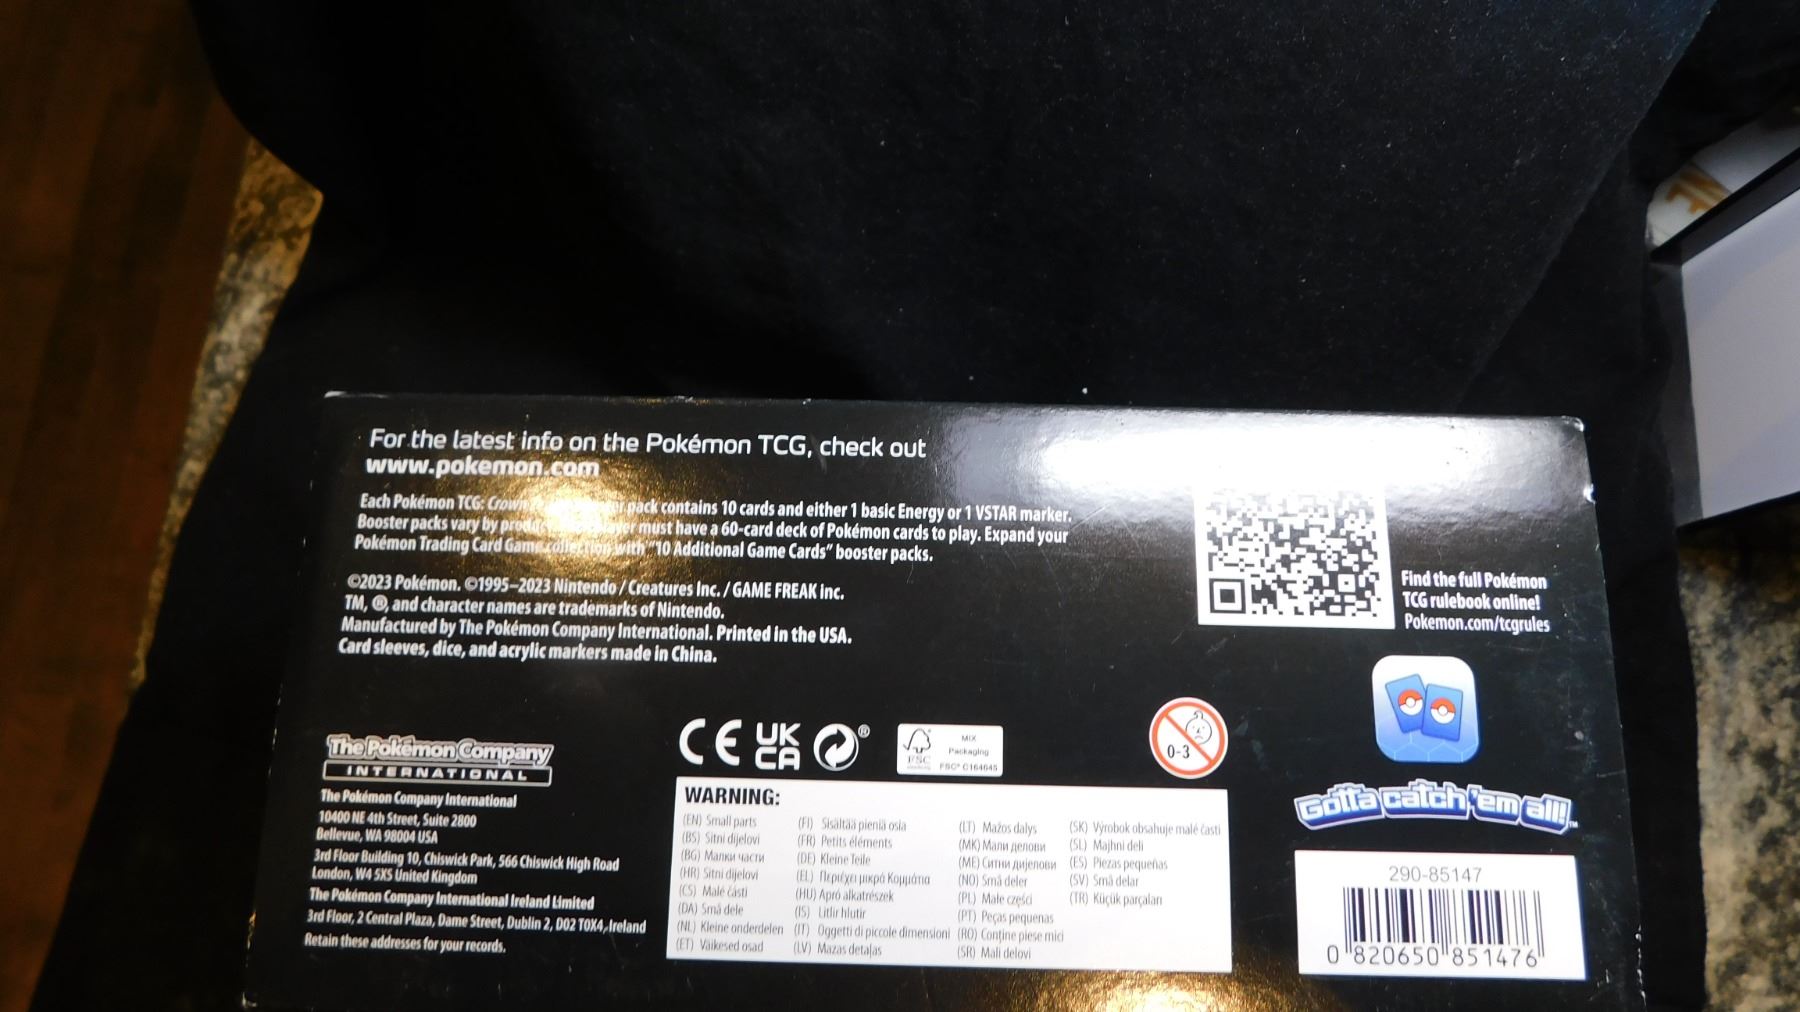 For the latest info on the Pokémon TCG, check out
www.pokemon.com
Each Pokémon TCG: Crown pack contains 10 cards and either 1 basic Energy or 1 VSTAR marker.
Booster packs vary by must have a 60-card deck of Pokémon cards to play. Expand your
Pokémon Trading Card Game collection with "10 Additional Game Cards" booster packs.
©2023 Pokémon. ©1995–2023 Nintendo / Creatures Inc. / GAME FREAK inc.
TM, ®, and character names are trademarks of Nintendo.
Manufactured by The Pokémon Company International. Printed in the USA.
Card sleeves, dice, and acrylic markers made in China.
Find the full Pokémon
TCG rulebook online!
Pokemon.com/tcgrules
The Pokémon Company
INTERNATIONAL
The Pokémon Company International
10400 NE 4th Street, Suite 2800
Bellevue, WA 98004 USA
3rd Floor Building 10, Chiswick Park, 566 Chiswick High Road
London, W4 5XS United Kingdom
The Pokémon Company International Ireland Limited
3rd Floor, 2 Central Plaza, Dame Street, Dublin 2, D02 T0X4, Ireland
Retain these addresses for your records.
CE UK CA ®
FSC
MIX
Packaging
FSC® C164645
0-3
WARNING:
(EN) Small parts
(BS) Sitni dijelovi
(BG) Малки части
(HR) Sitni dijelovi
(CS) Malé části
(DA) Små dele
(NL) Kleine onderdelen
(ET) Väikesed osad
(FI) Sisältää pieniä osia
(FR) Petits éléments
(DE) Kleine Teile
(EL) Περιέχει μικρά Κομμάτια
(HU) Apró alkatrészek
(IS) Litlir hlutir
(IT) Oggetti di piccole dimensioni
(LV) Mazas detaļas
(LT) Mažos dalys
(MK) Мали делови
(ME) Ситни дијелови
(NO) Små deler
(PL) Małe części
(PT) Peças pequenas
(RO) Conține piese mici
(SR) Mali delovi
(SK) Výrobok obsahuje malé časti
(SL) Majhni deli
(ES) Piezas pequeñas
(SV) Små delar
(TR) Küçük parçaları
Gotta catch 'em all!™
290-85147
0 820650 851476